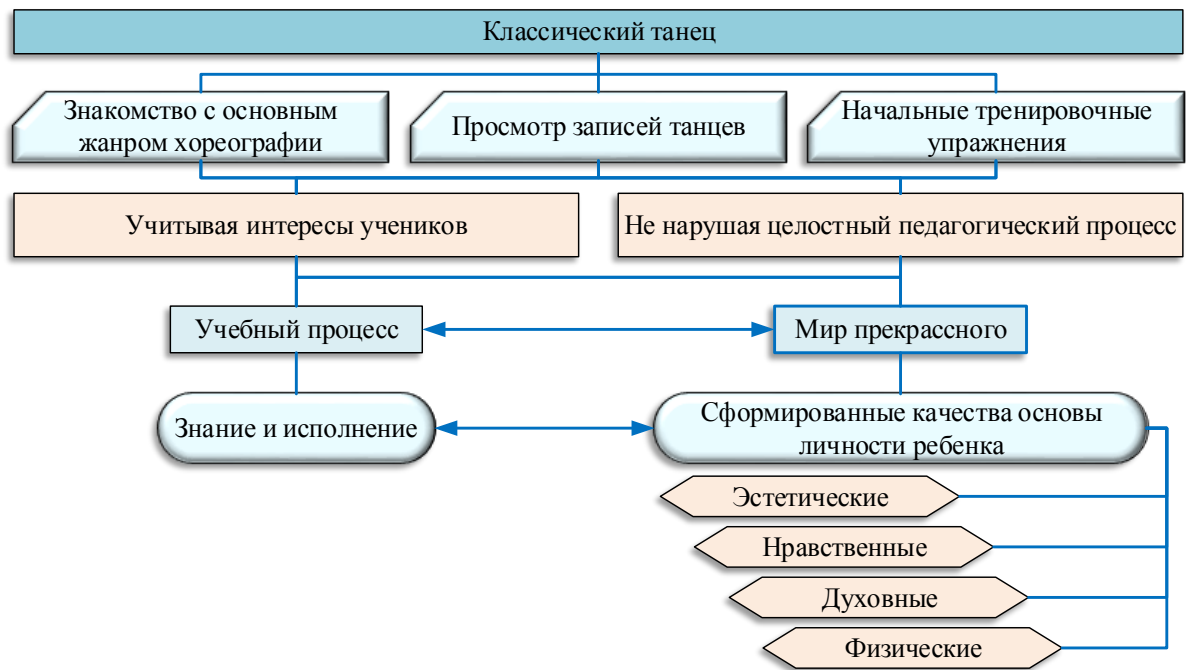 Классический танец
Знакомство с основным
жанром хореографии
Просмотр записей танцев
Начальные тренировочные
упражнения
Учитывая интересы учеников
Не нарушая целостный педагогический процесс
Учебный процесс
Мир прекрассного
Знание и исполнение
Сформированные качества основы
личности ребенка
Эстетические
Нравственные
Духовные
Физические